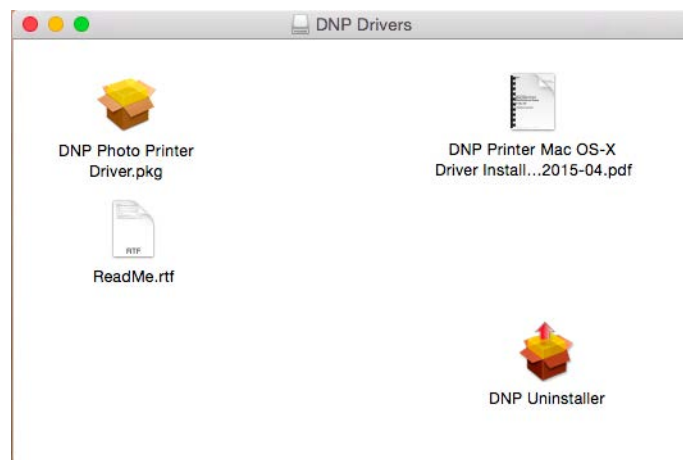 DNP Drivers
DNP Photo Printer
Driver.pkg
DNP Printer Mac OS-X
Driver Install...2015-04.pdf
RTF
ReadMe.rtf
DNP Uninstaller